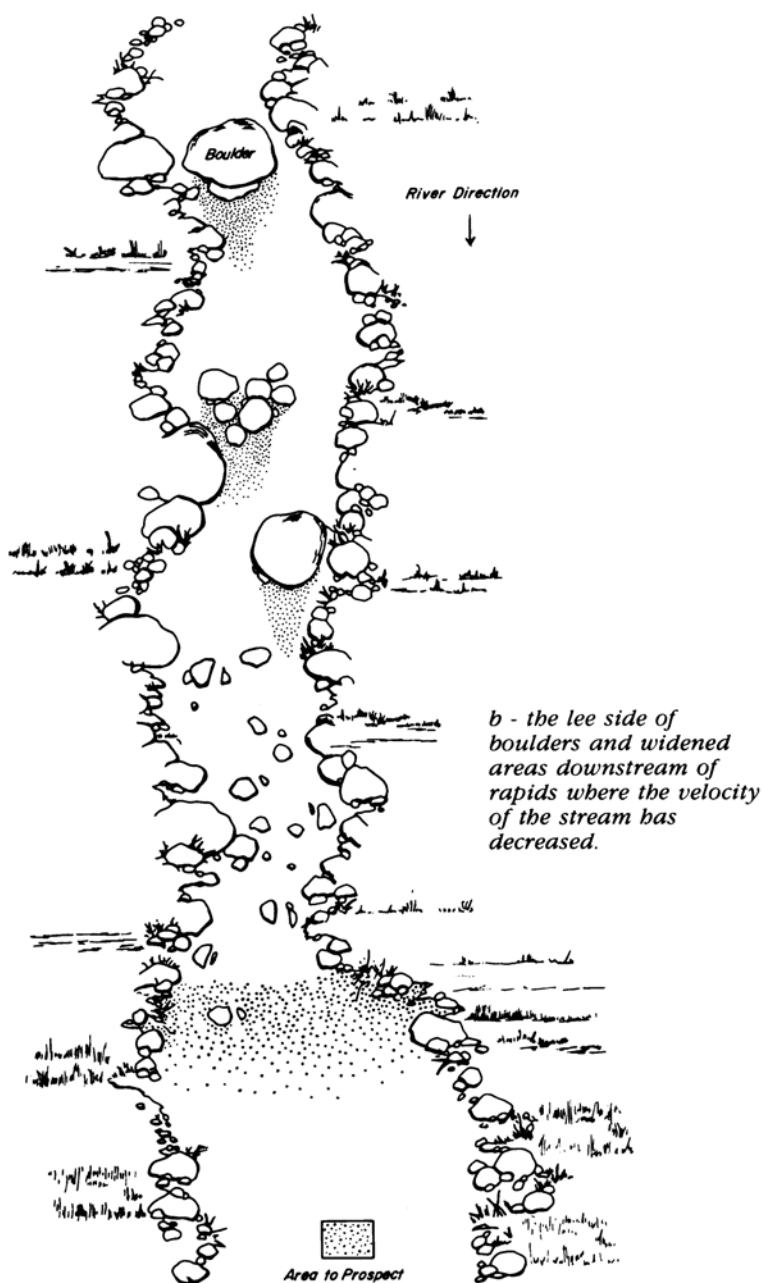 Boulder
River Direction
b - the lee side of
boulders and widened
areas downstream of
rapids where the velocity
of the stream has
decreased.
Area to Prospect